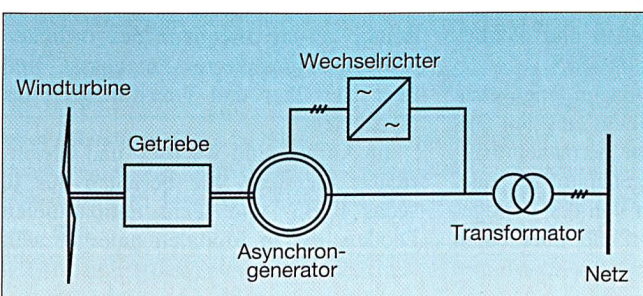 Wechselrichter
Windturbine
Getriebe
~
~
Asynchron-
generator
Transformator
Netz